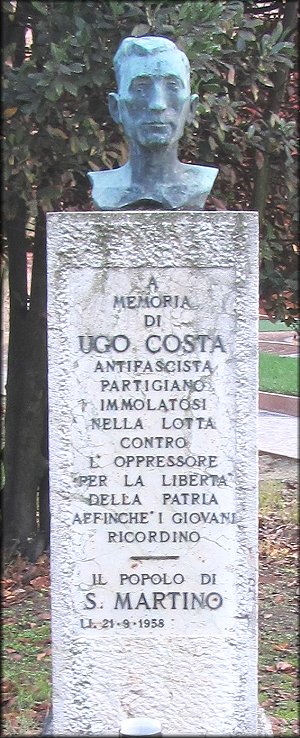 A
MEMORIA
DI
UGO COSTA
ANTIFASCISTA
PARTIGIANO
IMMOLATOSI
NELLA LOTTA
CONTRO
L'OPPRESSORE
"PER LA LIBERTA"
DELLA PATRIA
AFFINCHE' I GIOVANI
RICORDINO
IL POPOLO DI
S. MARTINO
LI. 21-9-1958